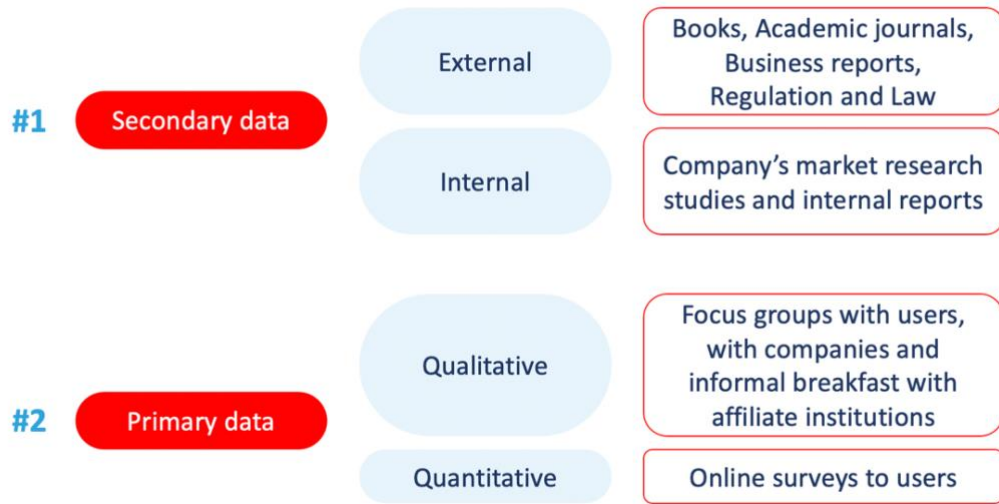 External
Books, Academic journals,
Business reports,
Regulation and Law
#1
Secondary data
Internal
Company’s market research
studies and internal reports
Qualitative
Focus groups with users,
with companies and
informal breakfast with
affiliate institutions
#2
Primary data
Quantitative
Online surveys to users